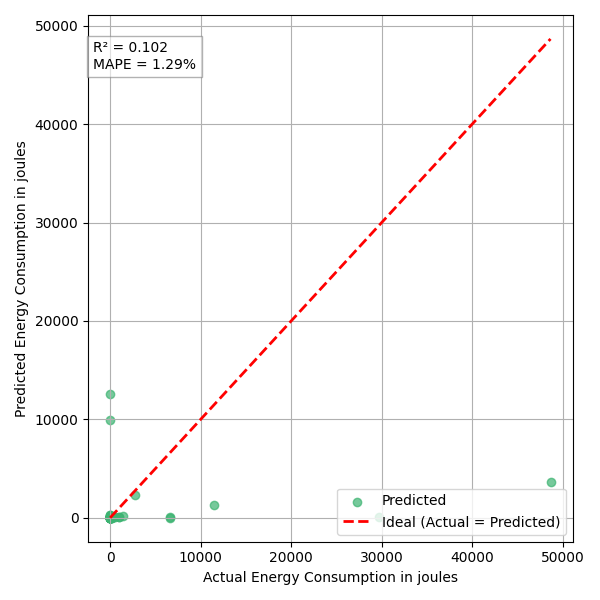 50000
R² = 0.102
MAPE = 1.29%
40000
30000
20000
10000
0
Predicted Energy Consumption in joules
Predicted
Ideal (Actual = Predicted)
0 10000 20000 30000 40000 50000
Actual Energy Consumption in joules